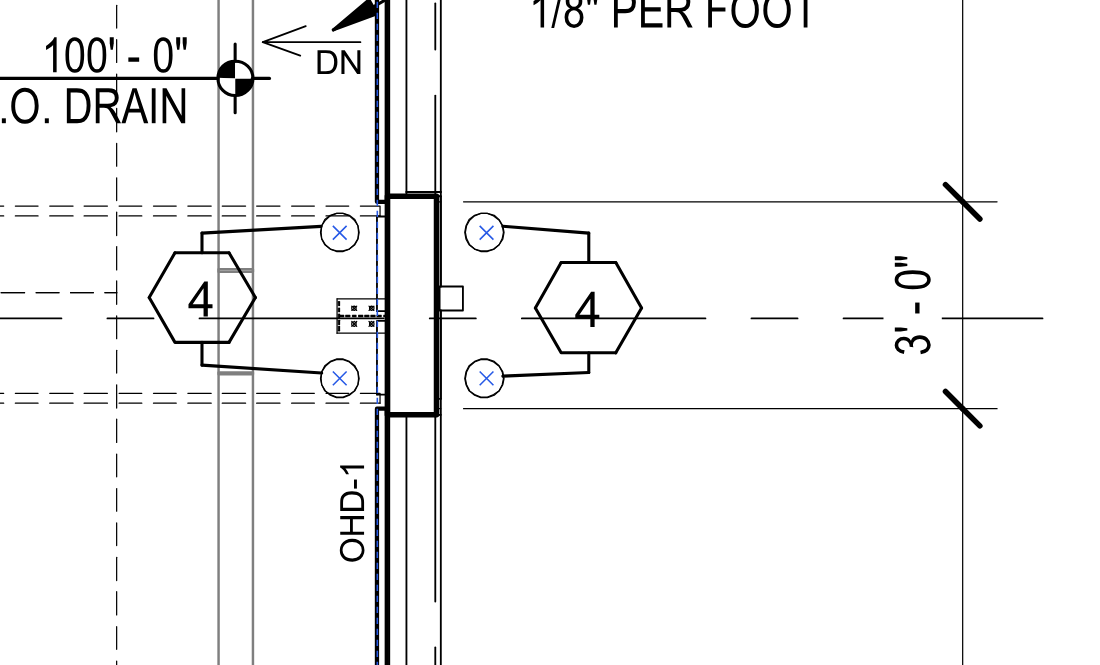 1/8" PER FOOT
100' - 0"
DN
.O. DRAIN
4
4
3' - 0"
OHD-1